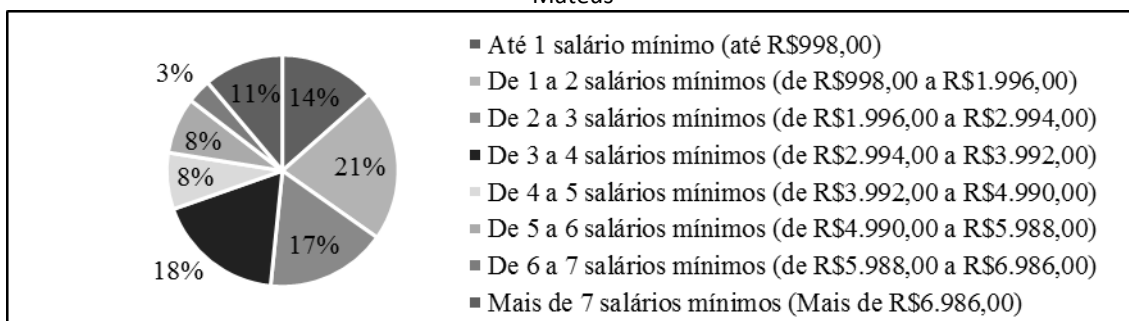 Mateus
3%
11%
14%
8%
21%
8%
17%
18%
Até 1 salário mínimo (até R$998,00)
De 1 a 2 salários mínimos (de R$998,00 a R$1.996,00)
De 2 a 3 salários mínimos (de R$1.996,00 a R$2.994,00)
De 3 a 4 salários mínimos (de R$2.994,00 a R$3.992,00)
De 4 a 5 salários mínimos (de R$3.992,00 a R$4.990,00)
De 5 a 6 salários mínimos (de R$4.990,00 a R$5.988,00)
De 6 a 7 salários mínimos (de R$5.988,00 a R$6.986,00)
Mais de 7 salários mínimos (Mais de R$6.986,00)